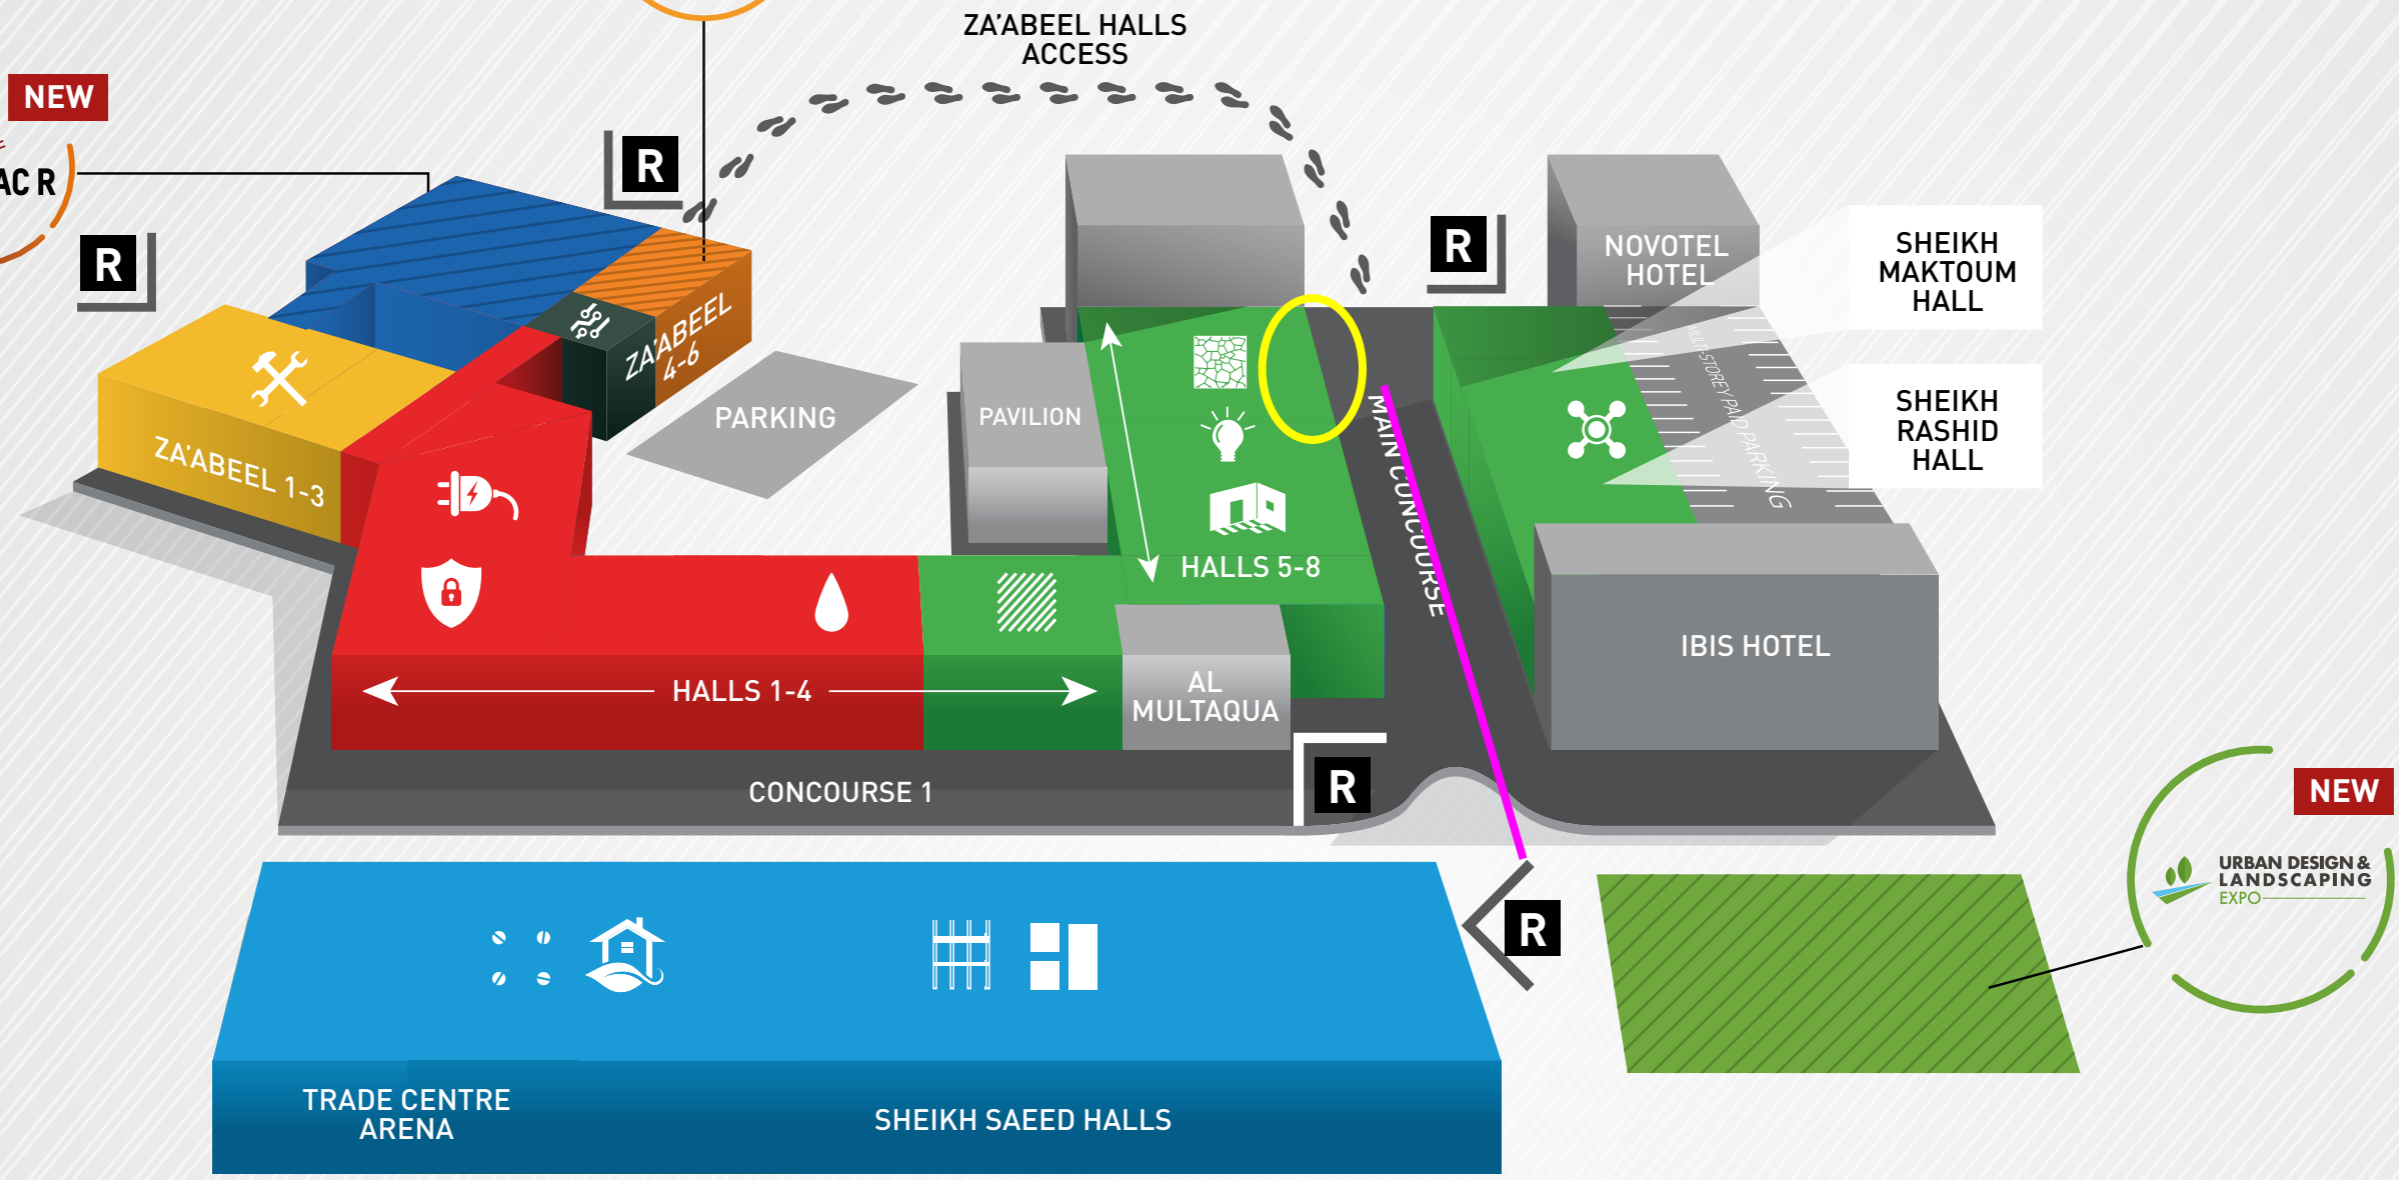 ZA'ABEEL HALLS
ACCESS
NEW
AC R
R
R
R
NOVOTEL
HOTEL
SHEIKH
MAKTOUM
HALL
MULTI-STOREY PAID PARKING
SHEIKH
RASHID
HALL
ZA'ABEEL
4-6
PARKING
PAVILION
MAIN CONCOURSE
ZA'ABEEL 1-3
HALLS 5-8
IBIS HOTEL
HALLS 1-4
AL
MULTAQUA
R
CONCOURSE 1
NEW
URBAN DESIGN &
LANDSCAPING
EXPO
R
TRADE CENTRE
ARENA
SHEIKH SAEED HALLS